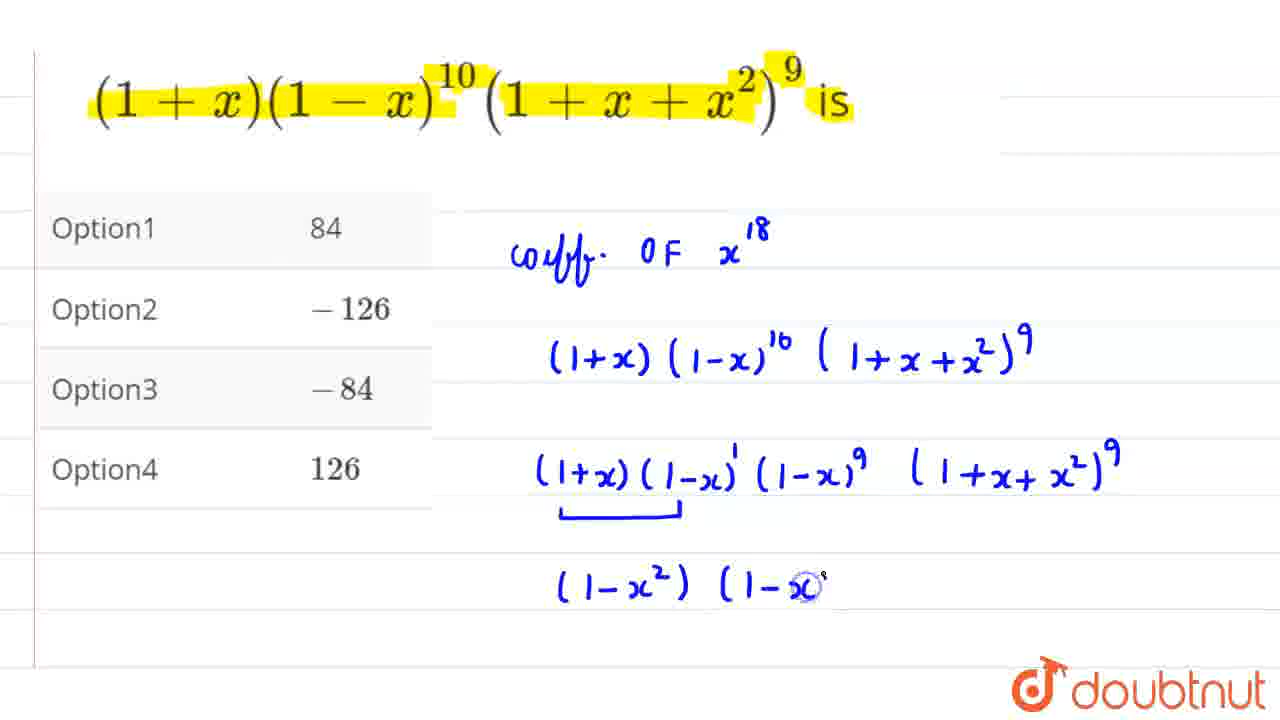 (1 + x)(1 − x)^10 (1 + x + x^2)^9 is
Option1 84
Option2 − 126
Option3 − 84
Option4 126
coeff. OF x^18
(1+x) (1-x)^10 (1+x+x^2)^9
(1+x) (1-x)^1 (1-x)^9 (1+x+x^2)^9
(1-x^2) (1-x
doubtnut